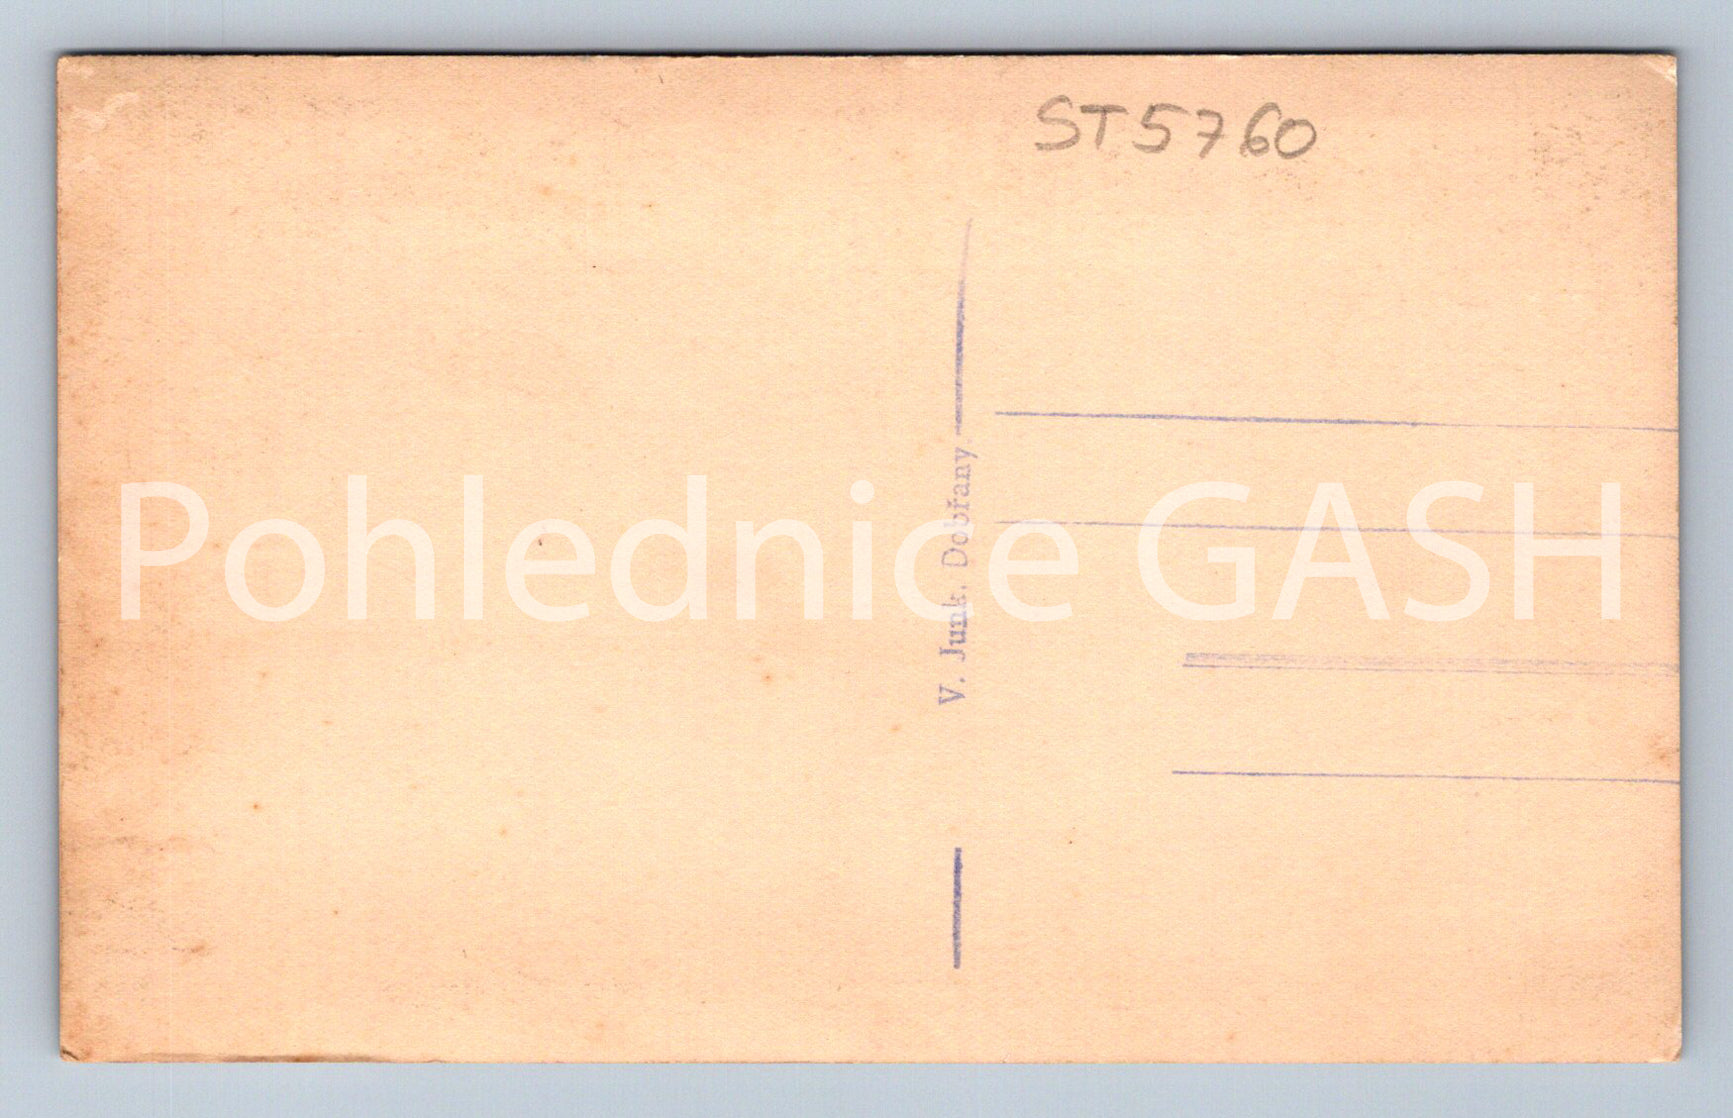 ST5760
V. Junk, Dobřany
Pohlednice GASH